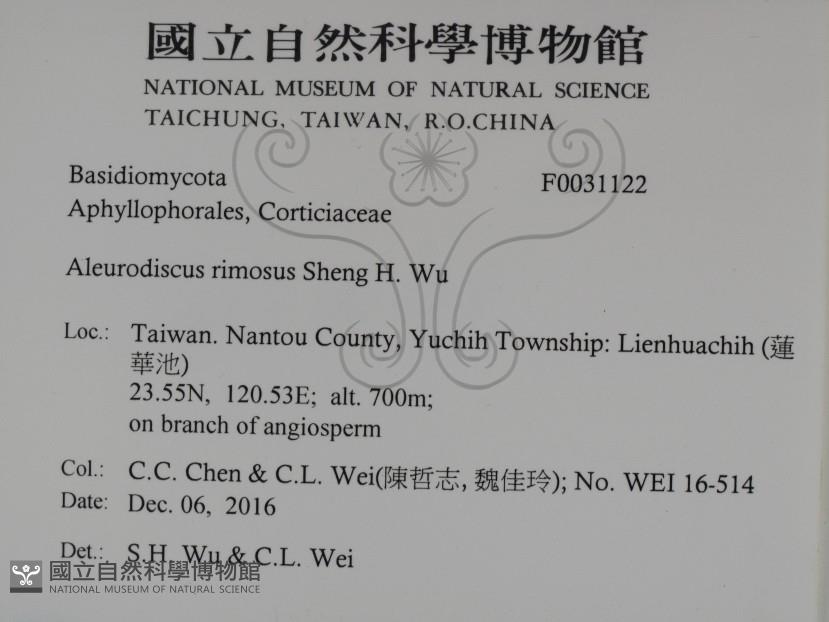 國立自然科學博物館
NATIONAL MUSEUM OF NATURAL SCIENCE
TAICHUNG, TAIWAN, R.O.CHINA
Basidiomycota F0031122
Aphyllophorales, Corticiaceae
Aleurodiscus rimosus Sheng H. Wu
Loc.: Taiwan. Nantou County, Yuchih Township: Lienhuachih (蓮
華池)
23.55N, 120.53E; alt. 700m;
on branch of angiosperm
Col.: C.C. Chen & C.L. Wei(陳哲志, 魏佳玲); No. WEI 16-514
Date: Dec. 06, 2016
Det.: S.H. Wu & C.L. Wei
國立自然科學博物館
NATIONAL MUSEUM OF NATURAL SCIENCE